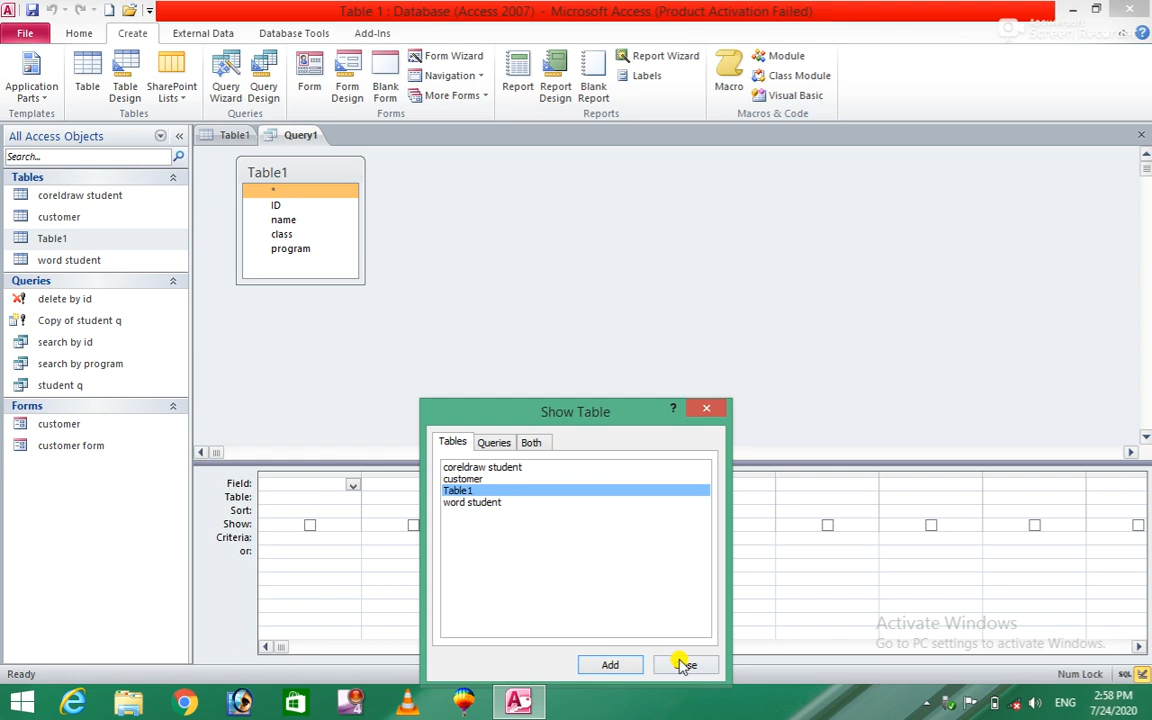 Table 1 : Database (Access 2007) - Microsoft Access (Product Activation Failed)
File Home Create External Data Database Tools Add-Ins
Application Parts
Table
Table Design
SharePoint Lists
Query Wizard
Query Design
Form
Form Design
Blank Form
Form Wizard
Navigation
More Forms
Report
Report Design
Blank Report
Report Wizard
Labels
Macro
Module
Class Module
Visual Basic
Templates Tables Queries Forms Reports Macros & Code
All Access Objects
Search...
Tables
coreldraw student
customer
Table1
word student
Queries
delete by id
Copy of student q
search by id
search by program
student q
Forms
customer
customer form
Table1 Query1
Table1
*
ID
name
class
program
Field:
Table:
Sort:
Show:
Criteria:
or:
Show Table
?
Tables Queries Both
coreldraw student
customer
Table1
word student
Add
Activate Windows
Go to PC settings to activate Windows.
Ready
Num Lock SQL
ENG
2:58 PM
7/24/2020